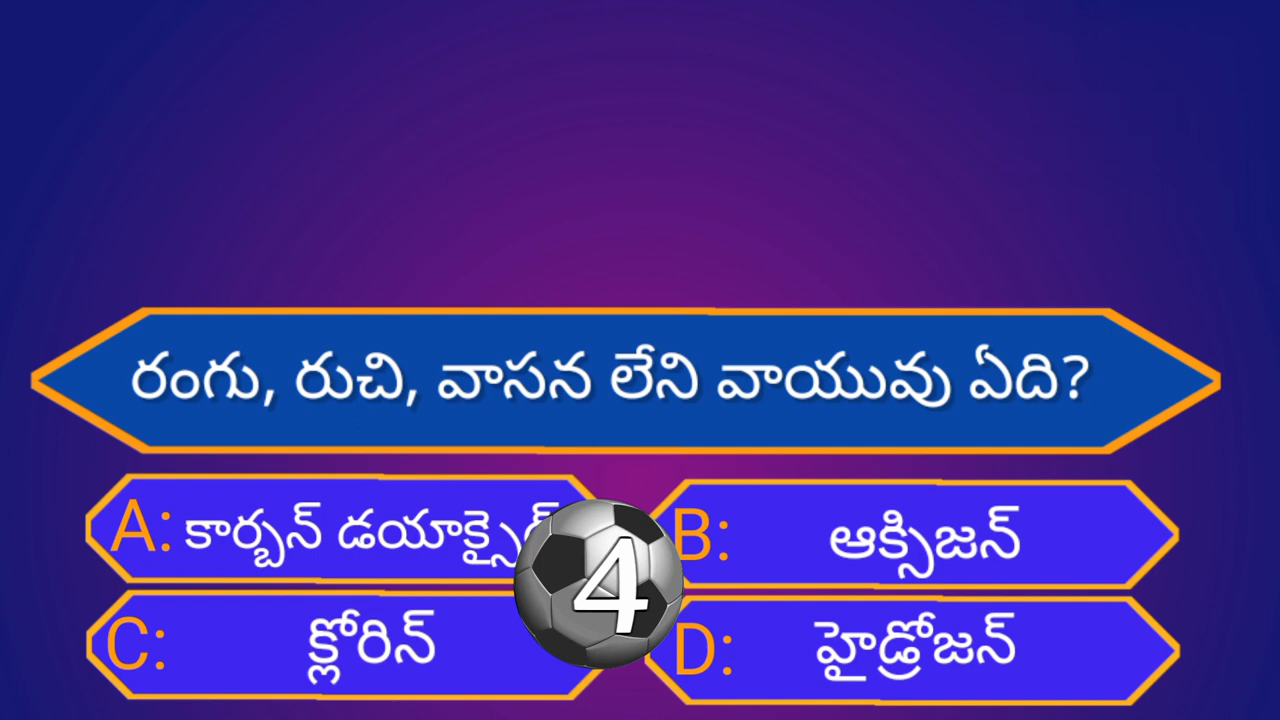 రంగు, రుచి, వాసన లేని వాయువు ఏది?
A: కార్బన్ డయాక్సైడ్
B: ఆక్సిజన్
4
C: క్లోరిన్
D: హైడ్రోజన్